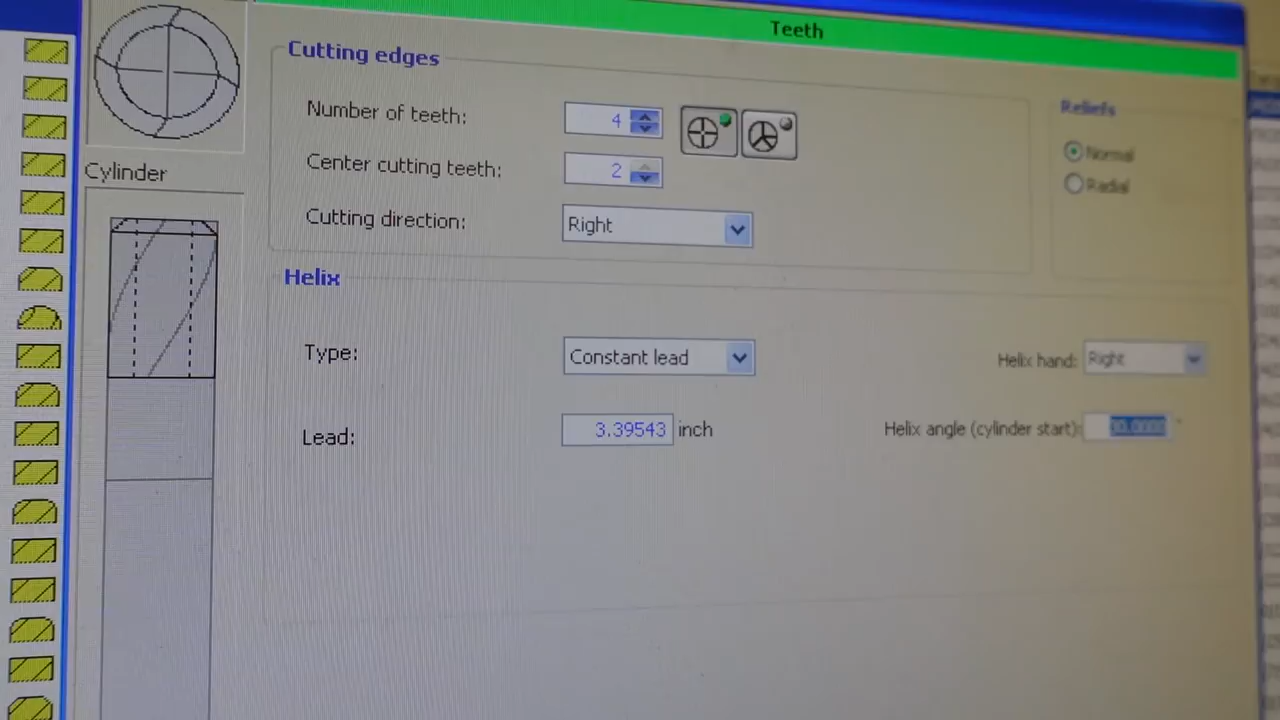 Teeth
Cutting edges
Number of teeth: 4
Center cutting teeth: 2
Cutting direction: Right
Reliefs
Normal
Radial
Cylinder
Helix
Type: Constant lead
Helix hand: Right
Lead: 3.39543 inch
Helix angle (cylinder start):